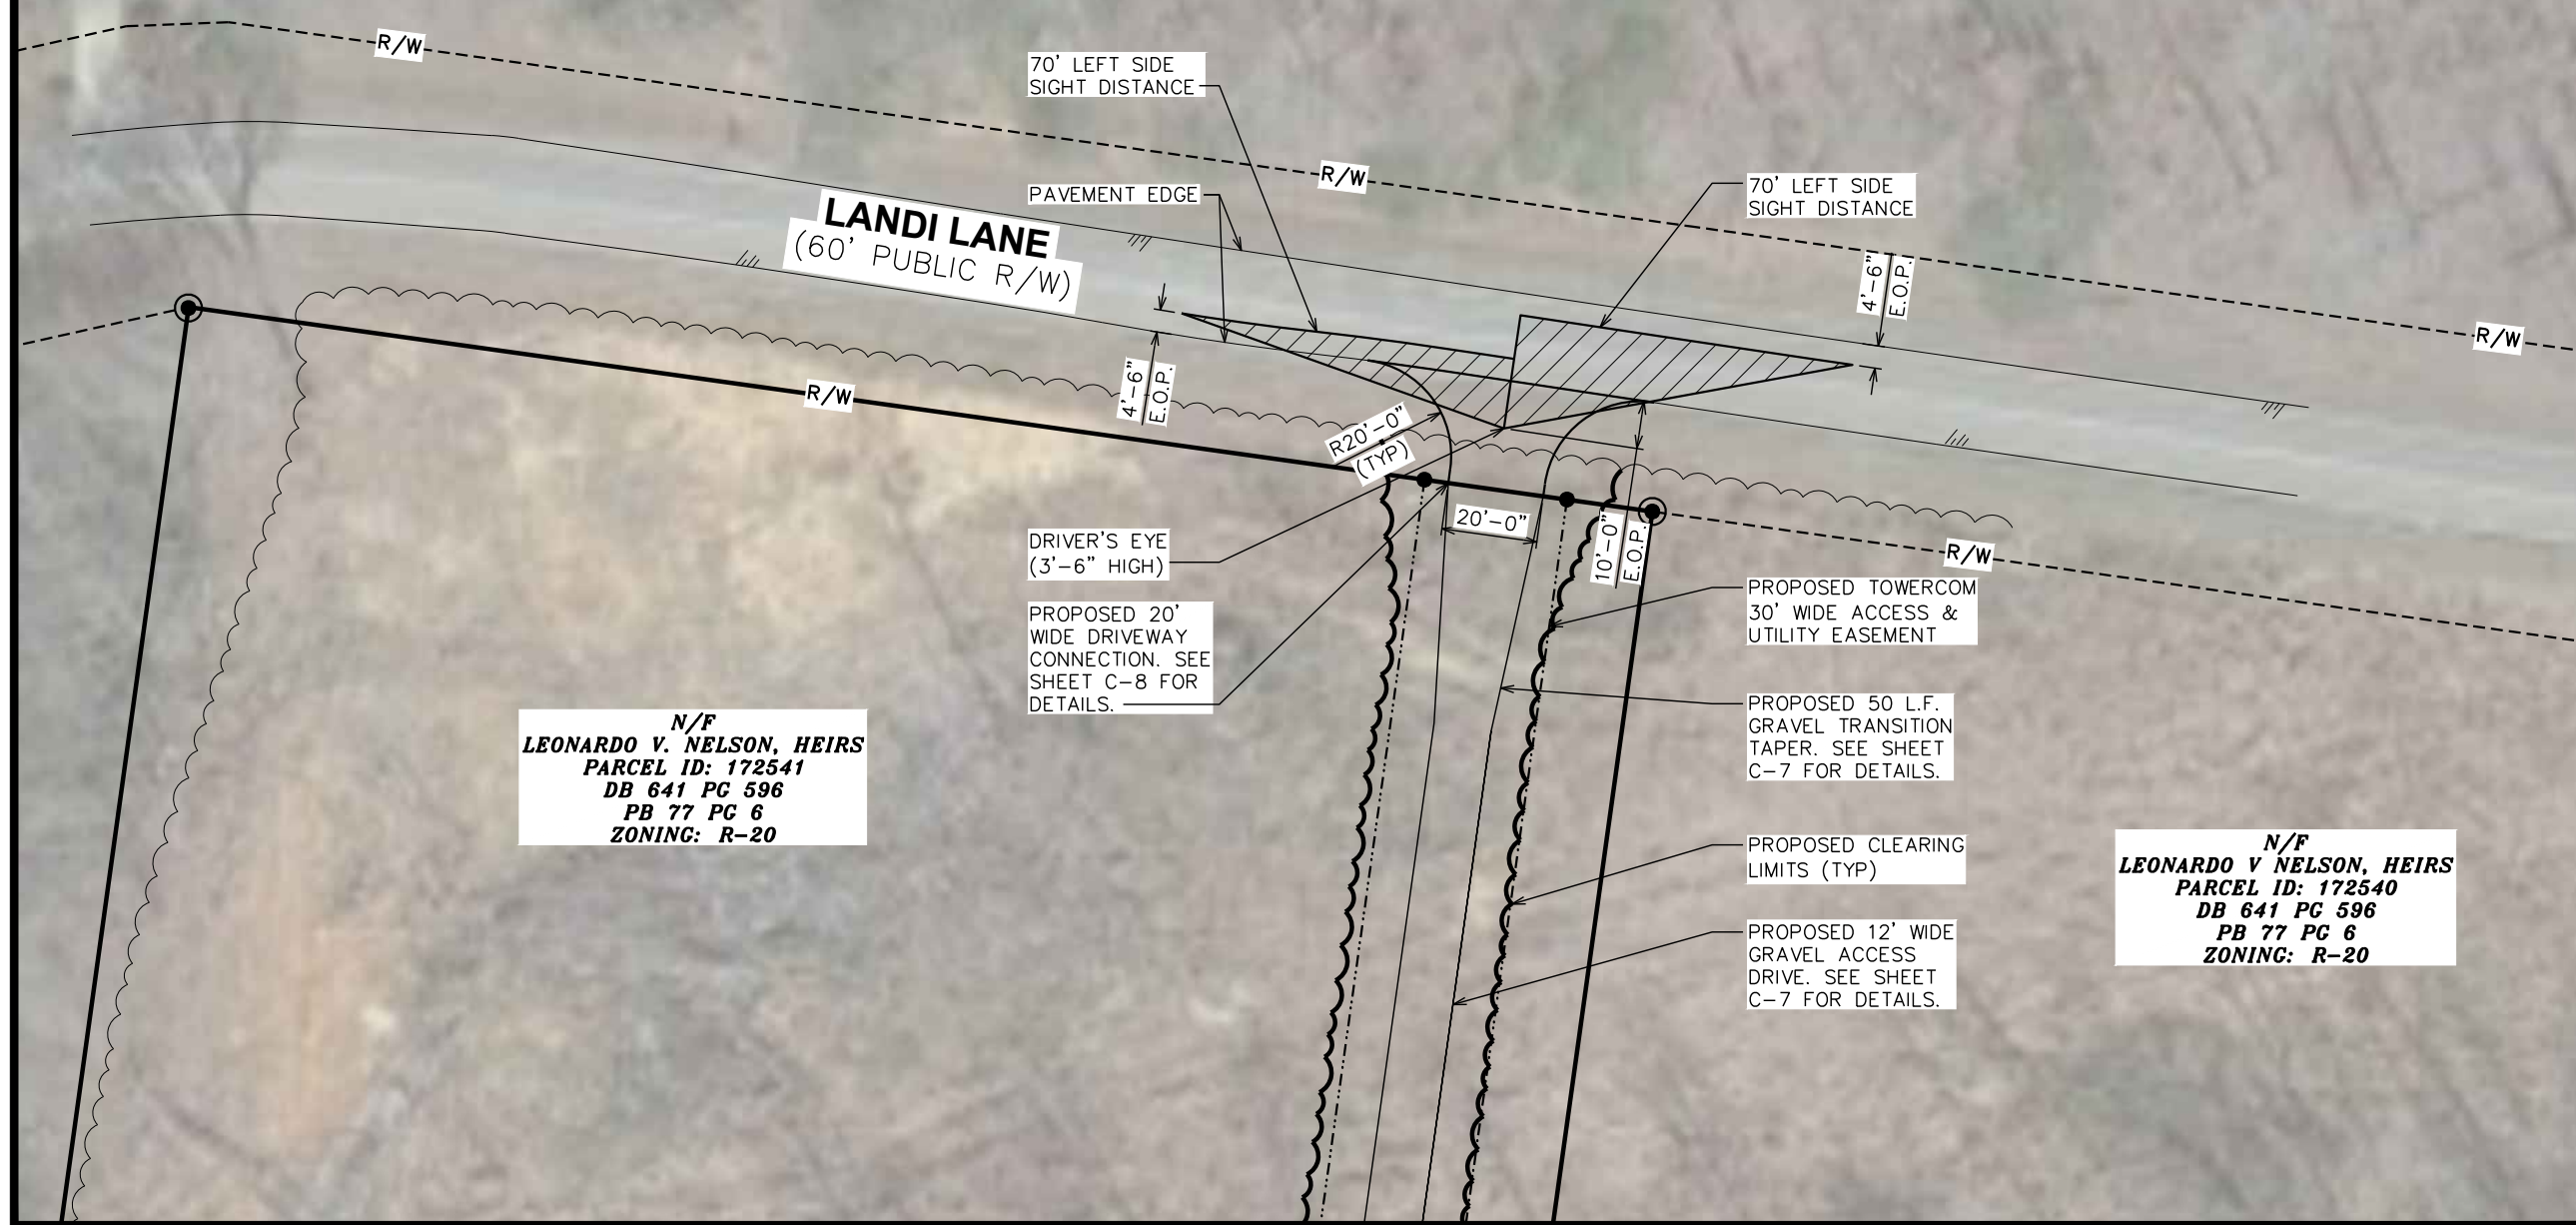 R/W
70' LEFT SIDE
SIGHT DISTANCE
R/W
70' LEFT SIDE
SIGHT DISTANCE
PAVEMENT EDGE
LANDI LANE
(60' PUBLIC R/W)
4'-6"
E.O.P.
R/W
4'-6"
E.O.P.
R/W
R20'-0"
(TYP)
20'-0"
10'-0"
E.O.P.
R/W
DRIVER'S EYE
(3'-6" HIGH)
PROPOSED 20'
WIDE DRIVEWAY
CONNECTION. SEE
SHEET C-8 FOR
DETAILS.
PROPOSED TOWERCOM
30' WIDE ACCESS &
UTILITY EASEMENT
PROPOSED 50 L.F.
GRAVEL TRANSITION
TAPER. SEE SHEET
C-7 FOR DETAILS.
N/F
LEONARDO V. NELSON, HEIRS
PARCEL ID: 172541
DB 641 PG 596
PB 77 PG 6
ZONING: R-20
PROPOSED CLEARING
LIMITS (TYP)
N/F
LEONARDO V NELSON, HEIRS
PARCEL ID: 172540
DB 641 PG 596
PB 77 PG 6
ZONING: R-20
PROPOSED 12' WIDE
GRAVEL ACCESS
DRIVE. SEE SHEET
C-7 FOR DETAILS.